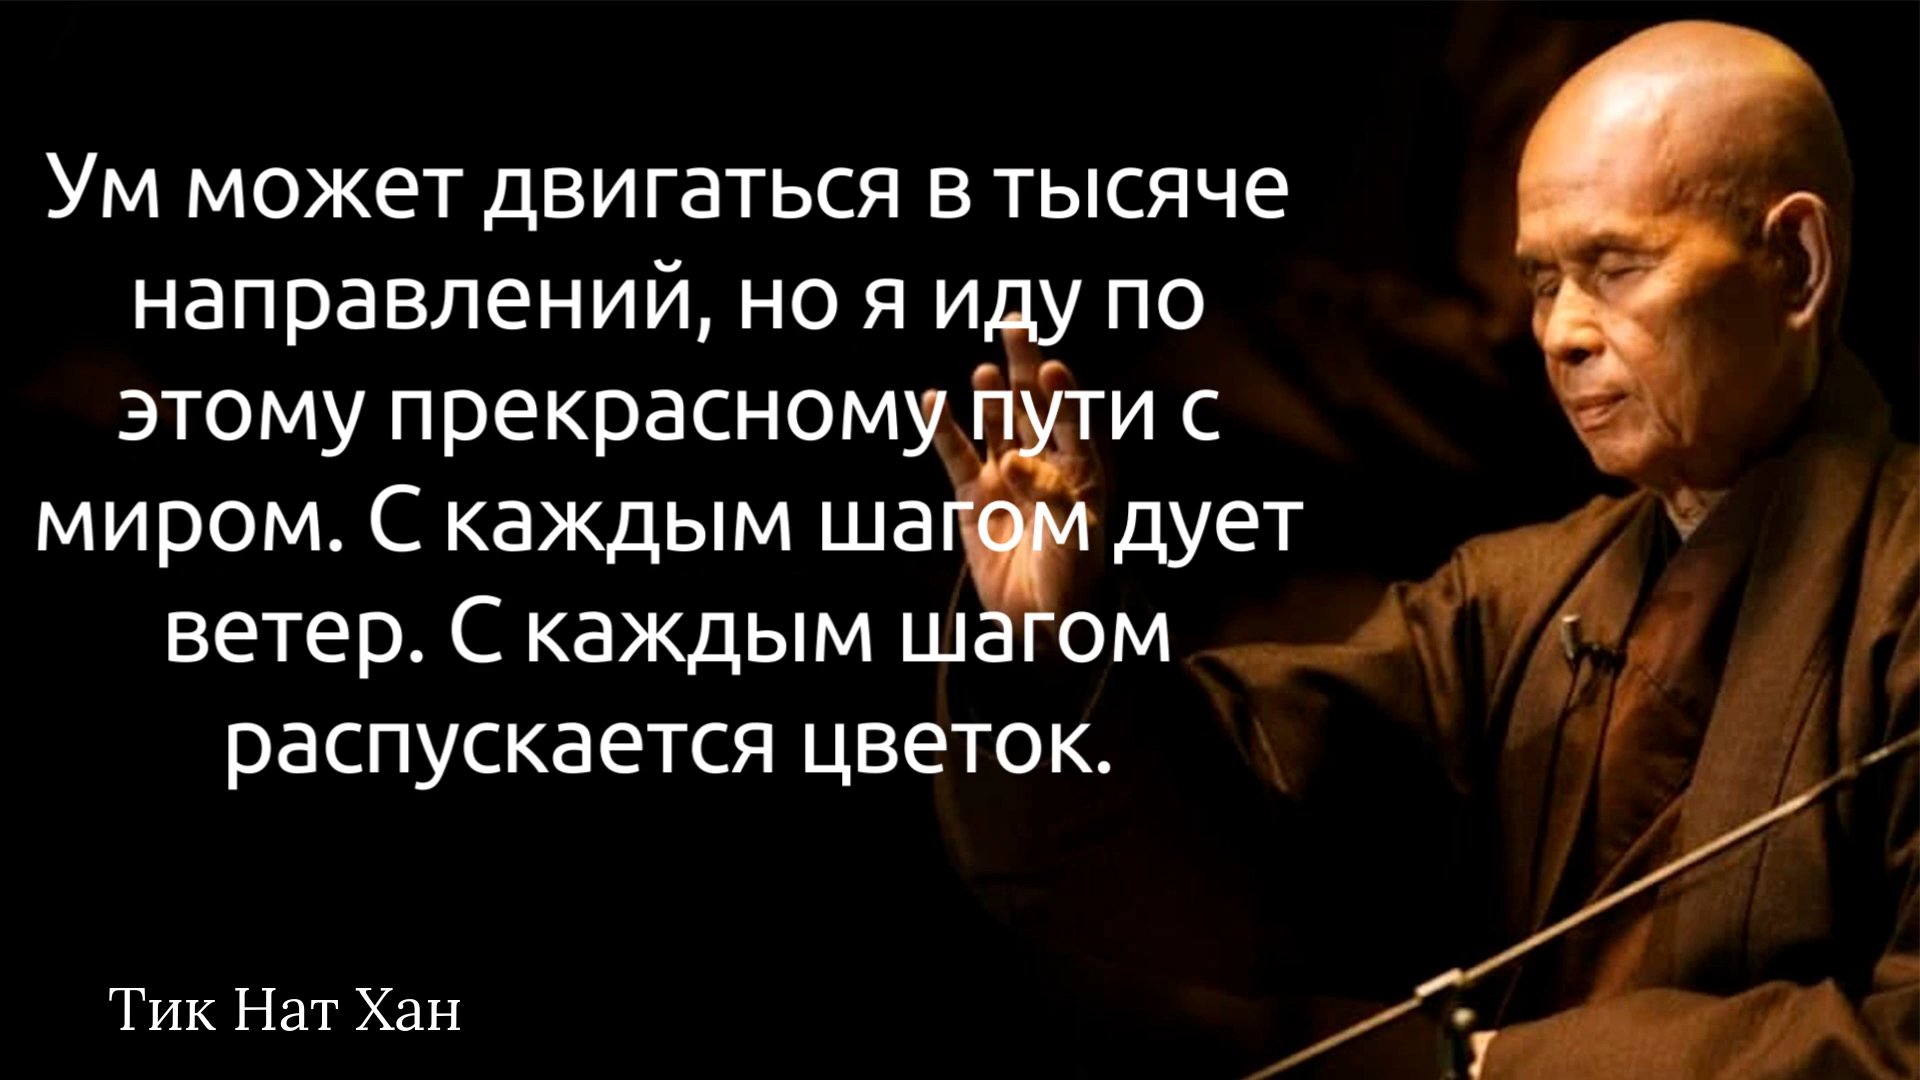 Ум может двигаться в тысяче
направлений, но я иду по
этому прекрасному пути с
миром. С каждым шагом дует
ветер. С каждым шагом
распускается цветок.
Тик Нат Хан